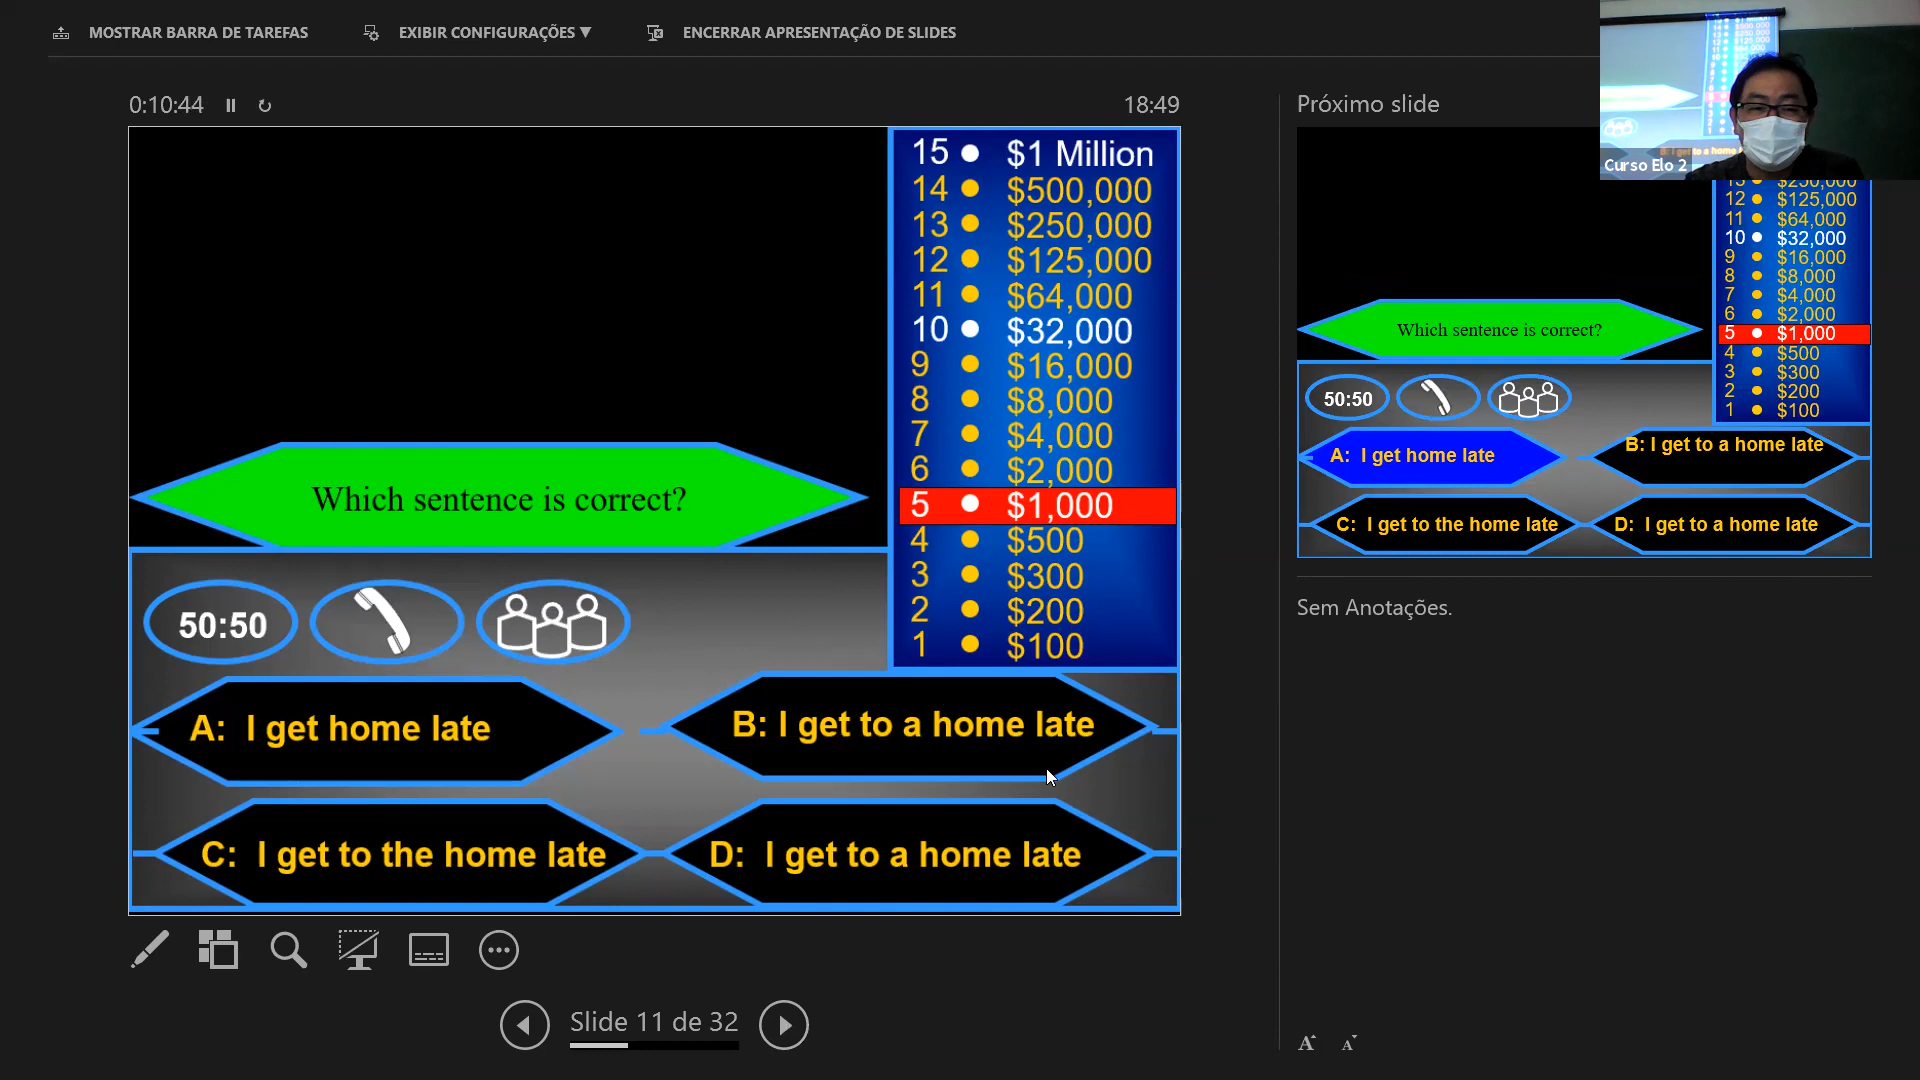 MOSTRAR BARRA DE TAREFAS
EXIBIR CONFIGURAÇÕES ▼
ENCERRAR APRESENTAÇÃO DE SLIDES
0:10:44
18:49
15 • $1 Million
14 • $500,000
13 • $250,000
12 • $125,000
11 • $64,000
10 • $32,000
9 • $16,000
8 • $8,000
7 • $4,000
6 • $2,000
5 • $1,000
4 • $500
3 • $300
2 • $200
1 • $100
Which sentence is correct?
50:50
A: I get home late
B: I get to a home late
C: I get to the home late
D: I get to a home late
Slide 11 de 32
Próximo slide
Curso Elo 2
13 • $250,000
12 • $125,000
11 • $64,000
10 • $32,000
9 • $16,000
8 • $8,000
7 • $4,000
6 • $2,000
5 • $1,000
4 • $500
3 • $300
2 • $200
1 • $100
Which sentence is correct?
50:50
A: I get home late
B: I get to a home late
C: I get to the home late
D: I get to a home late
Sem Anotações.
A A